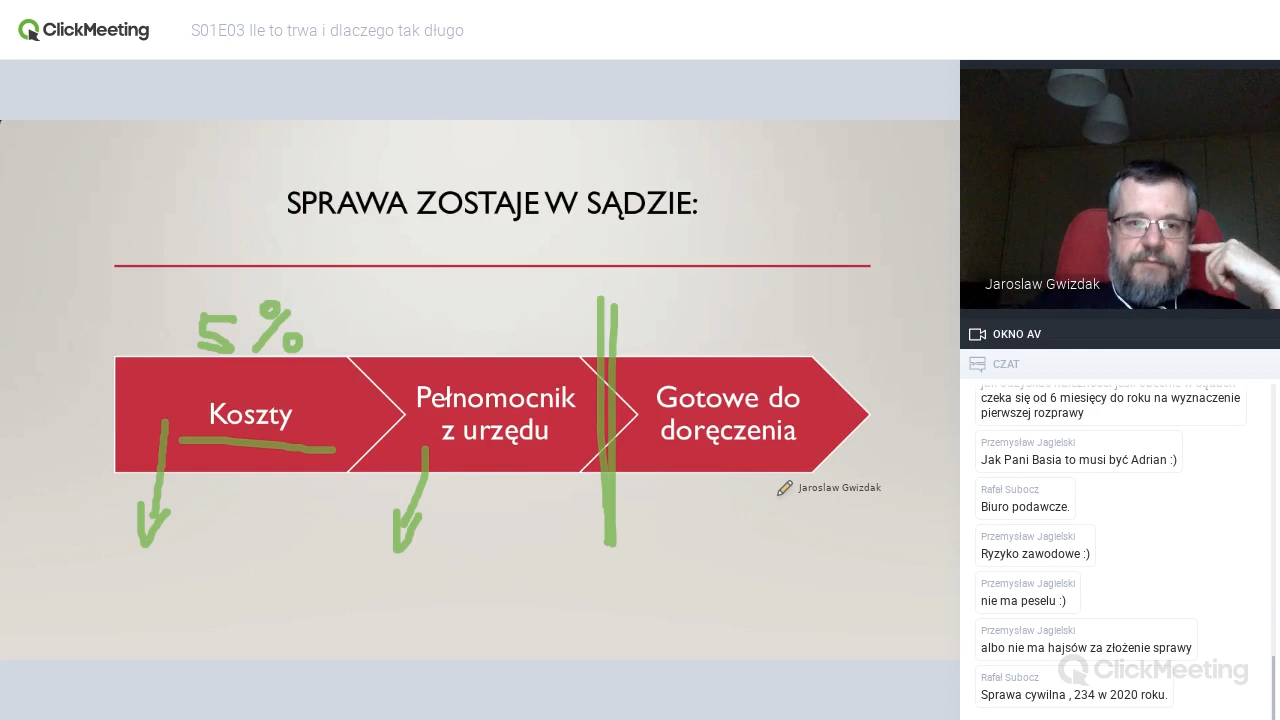 ClickMeeting
S01E03 Ile to trwa i dlaczego tak długo
SPRAWA ZOSTAJE W SĄDZIE:
5%
Koszty
Pełnomocnik
z urzędu
Gotowe do
doręczenia
Jaroslaw Gwizdak
Jaroslaw Gwizdak
OKNO AV
CZAT
czeka się od 6 miesięcy do roku na wyznaczenie
pierwszej rozprawy
Przemysław Jagielski
Jak Pani Basia to musi być Adrian :)
Rafał Subocz
Biuro podawcze.
Przemysław Jagielski
Ryzyko zawodowe :)
Przemysław Jagielski
nie ma peselu :)
Przemysław Jagielski
albo nie ma hajsów za złożenie sprawy
Rafał Subocz
Sprawa cywilna , 234 w 2020 roku.
ClickMeeting